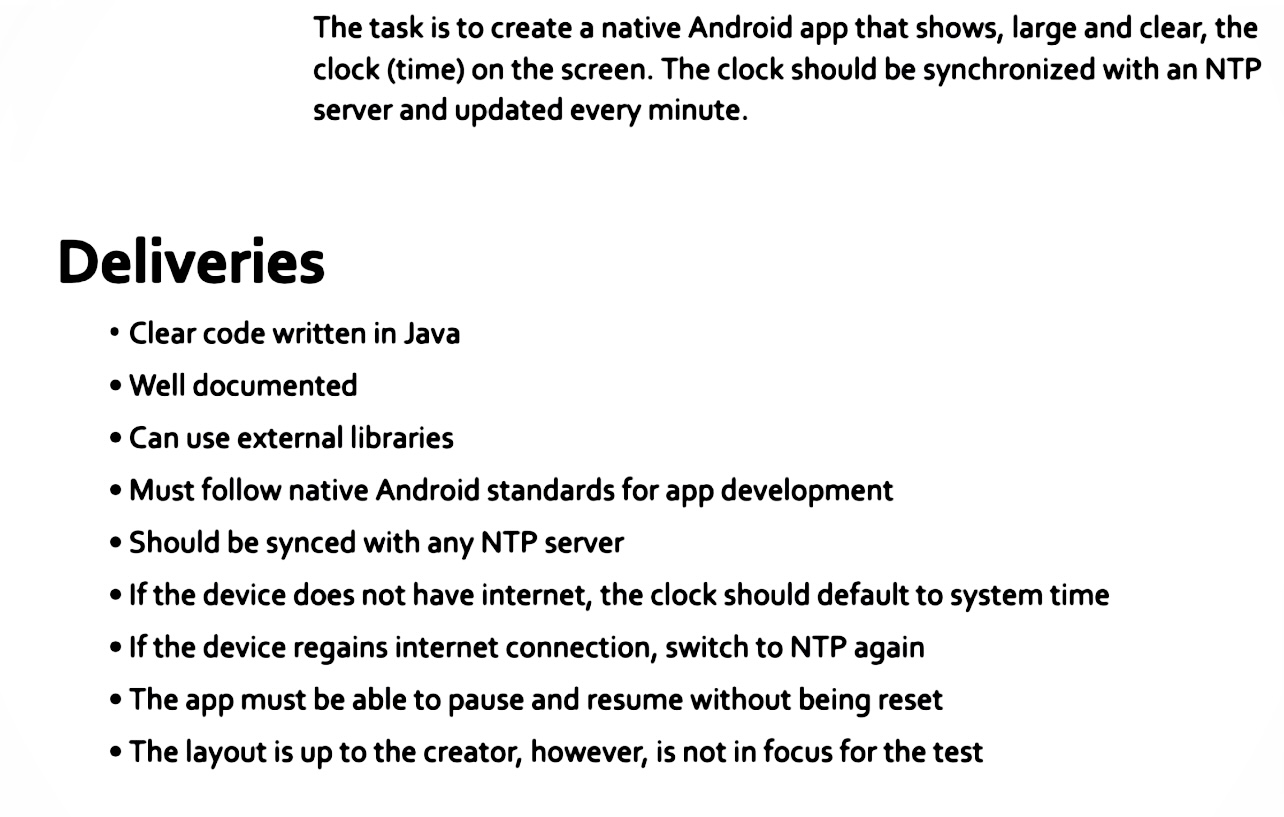 The task is to create a native Android app that shows, large and clear, the
clock (time) on the screen. The clock should be synchronized with an NTP
server and updated every minute.
Deliveries
• Clear code written in Java
• Well documented
• Can use external libraries
• Must follow native Android standards for app development
• Should be synced with any NTP server
• If the device does not have internet, the clock should default to system time
• If the device regains internet connection, switch to NTP again
• The app must be able to pause and resume without being reset
• The layout is up to the creator, however, is not in focus for the test